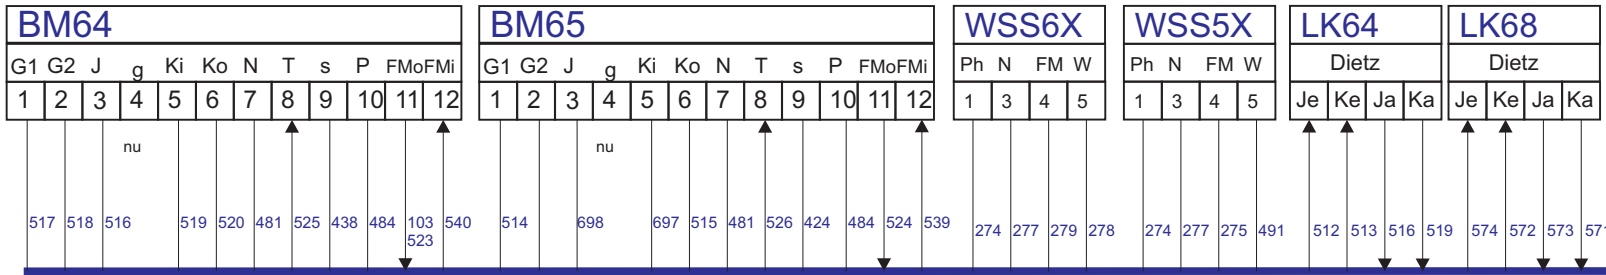 BM64 BM65 WSS6X WSS5X LK64 LK68
G1 G2 J g Ki Ko N T s P FMo FMi G1 G2 J g Ki Ko N T s P FMo FMi Ph N FM W Ph N FM W Dietz Dietz
1 2 3 4 5 6 7 8 9 10 11 12 1 2 3 4 5 6 7 8 9 10 11 12 1 3 4 5 1 3 4 5 Je Ke Ja Ka Je Ke Ja Ka
nu nu
517 518 516 519 520 481 525 438 484 103 540 514 698 697 515 481 526 424 484 524 539 274 277 279 278 274 277 275 491 512 513 516 519 574 572 573 571
523